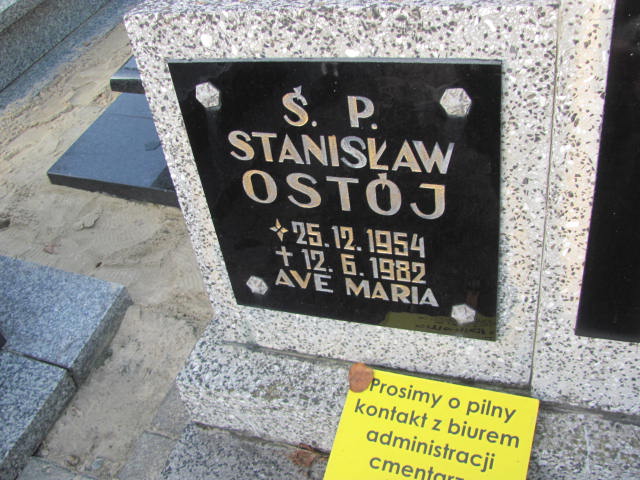 Ś. P.
STANISŁAW
OSTÓJ
25.12.1954
12.6.1982
AVE MARIA
Prosimy o pilny
kontakt z biurem
administracji